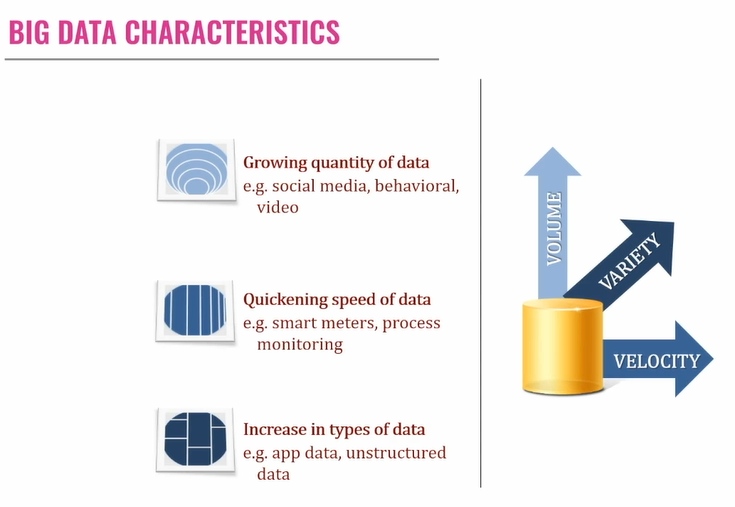 BIG DATA CHARACTERISTICS
Growing quantity of data
e.g. social media, behavioral,
video
Quickening speed of data
e.g. smart meters, process
monitoring
Increase in types of data
e.g. app data, unstructured
data
VOLUME
VARIETY
VELOCITY